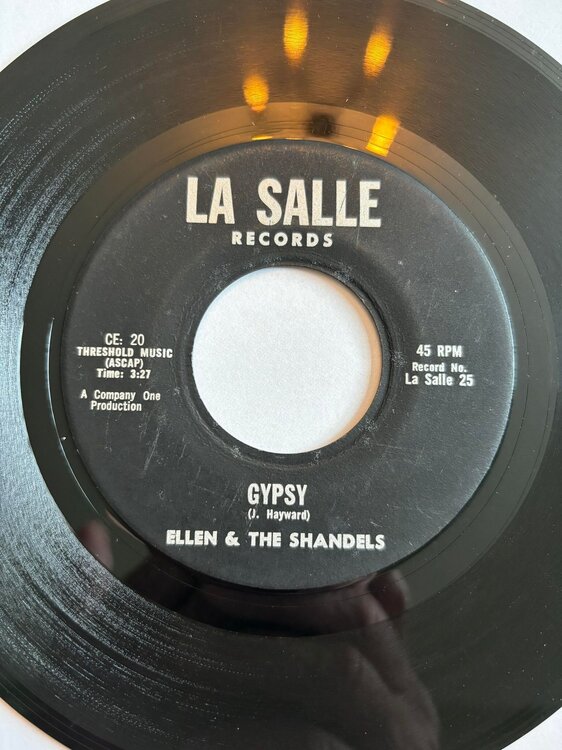 LA SALLE
RECORDS
CE: 20
THRESHOLD MUSIC
(ASCAP)
Time: 3:27
A Company One
Production
45 RPM
Record No.
La Salle 25
GYPSY
(J. Hayward)
ELLEN & THE SHANDELS